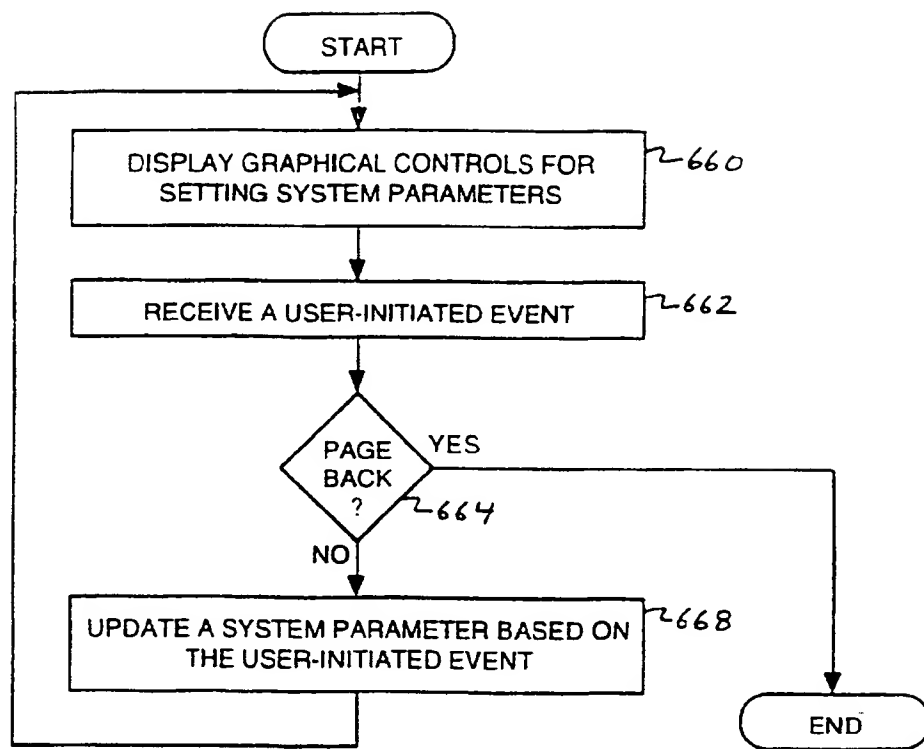 START
DISPLAY GRAPHICAL CONTROLS FOR
SETTING SYSTEM PARAMETERS
660
RECEIVE A USER-INITIATED EVENT
662
PAGE
BACK
?
YES
664
NO
UPDATE A SYSTEM PARAMETER BASED ON
THE USER-INITIATED EVENT
668
END